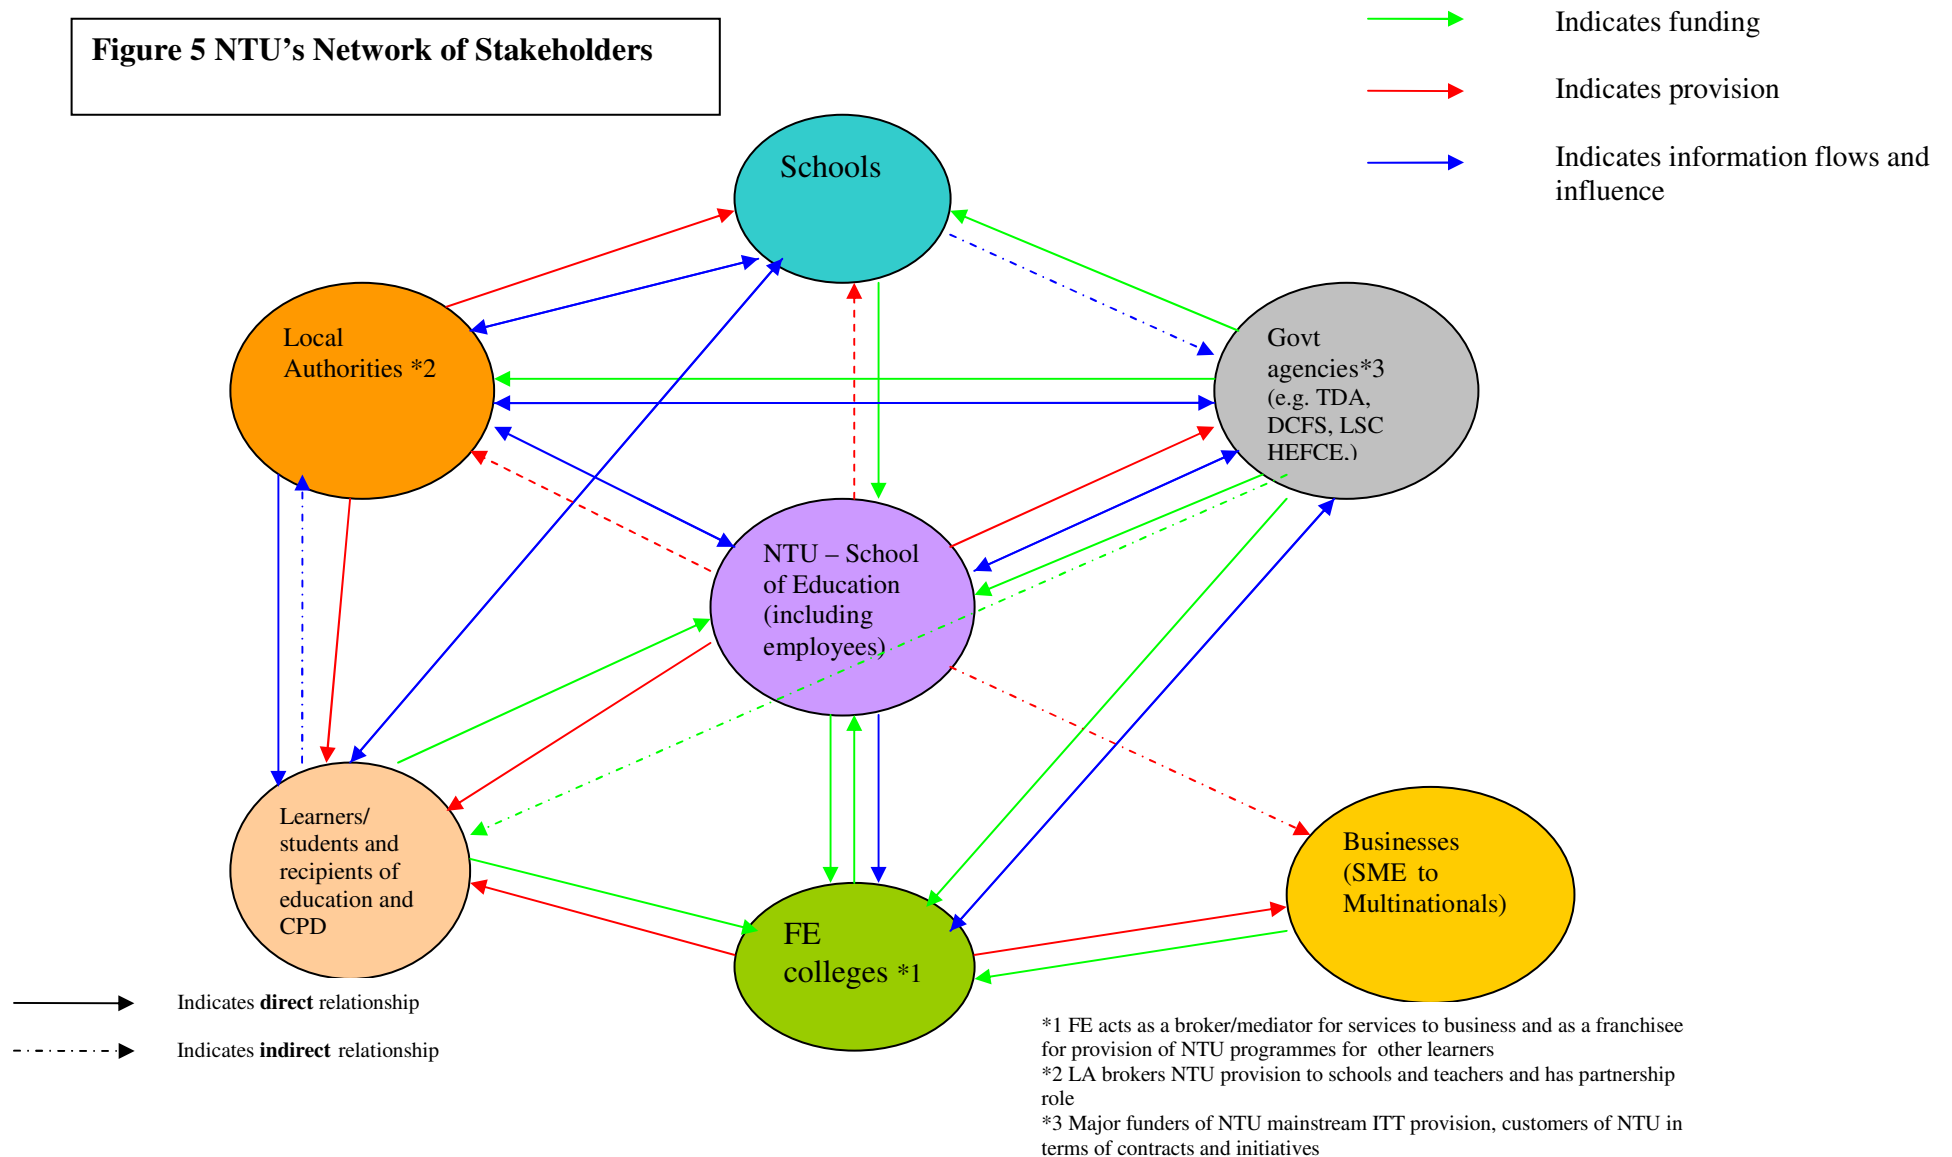 Figure 5 NTU’s Network of Stakeholders
Indicates funding
Indicates provision
Indicates information flows and
influence
Schools
Local
Authorities *2
Govt
agencies*3
(e.g. TDA,
DCFS, LSC
HEFCE.)
NTU – School
of Education
(including
employees)
Learners/
students and
recipients of
education and
CPD
FE
colleges *1
Businesses
(SME to
Multinationals)
Indicates direct relationship
Indicates indirect relationship
*1 FE acts as a broker/mediator for services to business and as a franchisee
for provision of NTU programmes for other learners
*2 LA brokers NTU provision to schools and teachers and has partnership
role
*3 Major funders of NTU mainstream ITT provision, customers of NTU in
terms of contracts and initiatives